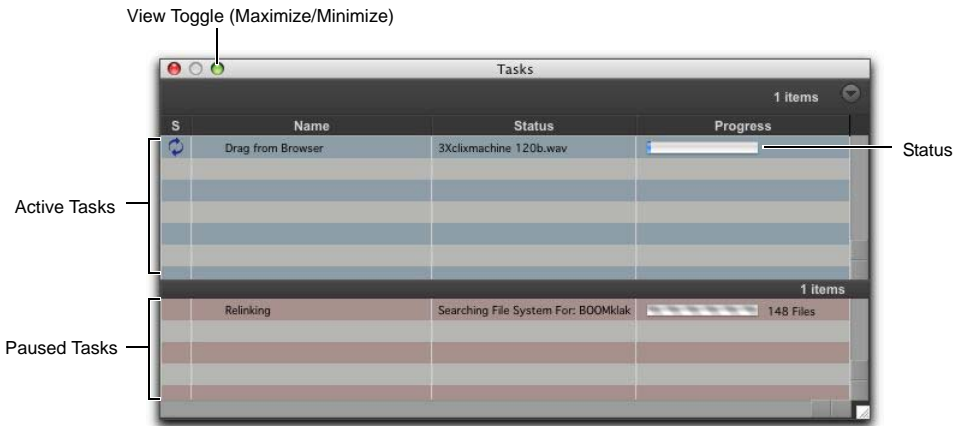 View Toggle (Maximize/Minimize)
Tasks
1 items
S Name Status Progress
Drag from Browser 3Xclixmachine 120b.wav
Status
Active Tasks
1 items
Relinking Searching File System For: BOOMklak 148 Files
Paused Tasks